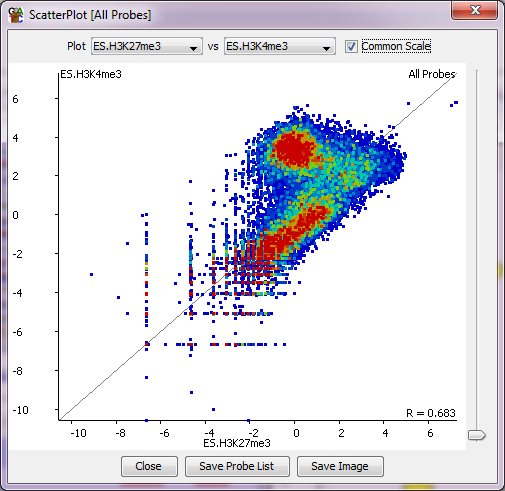 ScatterPlot [All Probes]
Plot ES.H3K27me3 vs ES.H3K4me3 Common Scale
ES.H3K4me3 All Probes
6
4
2
0
-2
-4
-6
-8
-10
R = 0.683
-10 -8 -6 -4 -2 0 2 4 6
ES.H3K27me3
Close Save Probe List Save Image